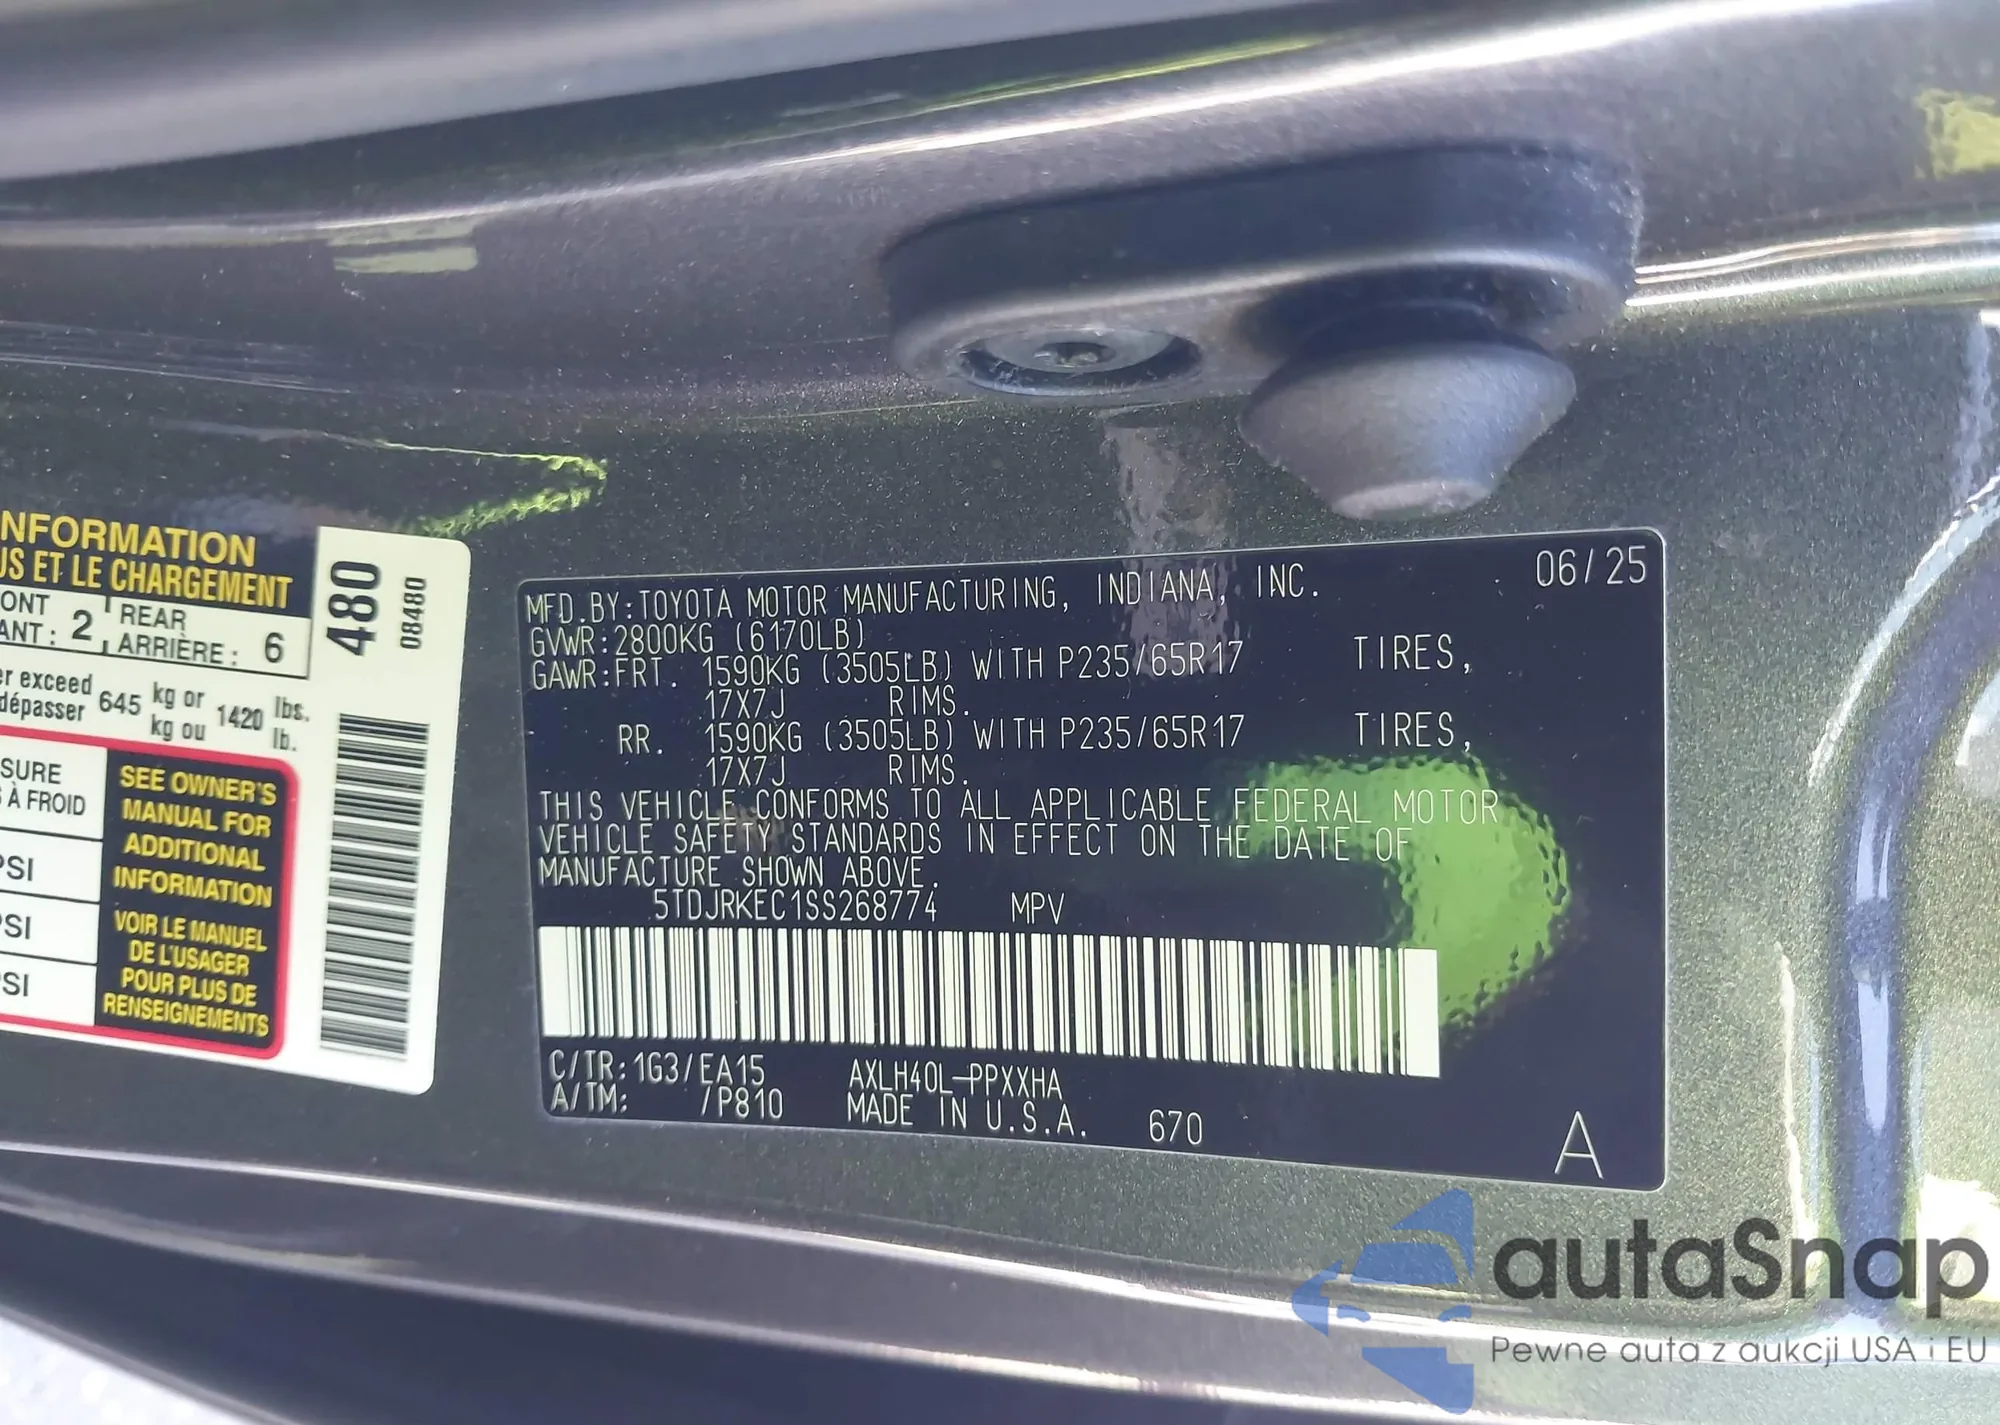 NFORMATION
US ET LE CHARGEMENT
ONT 2 REAR 6
ANT : ARRIÈRE :
er exceed 645 kg or 1420 lbs.
dépasser kg ou lb.
SURE
À FROID
PSI
PSI
PSI
SEE OWNER'S
MANUAL FOR
ADDITIONAL
INFORMATION
VOIR LE MANUEL
DE L'USAGER
POUR PLUS DE
RENSEIGNEMENTS
480
08480
06/25
MFD.BY:TOYOTA MOTOR MANUFACTURING, INDIANA, INC.
GVWR:2800KG (6170LB)
GAWR:FRT. 1590KG (3505LB) WITH P235/65R17 TIRES,
17X7J RIMS.
RR. 1590KG (3505LB) WITH P235/65R17 TIRES,
17X7J RIMS.
THIS VEHICLE CONFORMS TO ALL APPLICABLE FEDERAL MOTOR
VEHICLE SAFETY STANDARDS IN EFFECT ON THE DATE OF
MANUFACTURE SHOWN ABOVE.
5TDJRKEC1SS268774 MPV
C/TR:1G3/EA15 AXLH40L-PPXXHA
A/TM: /P810 MADE IN U.S.A. 670
A
autaSnap
Pewne auta z aukcji USA i EU